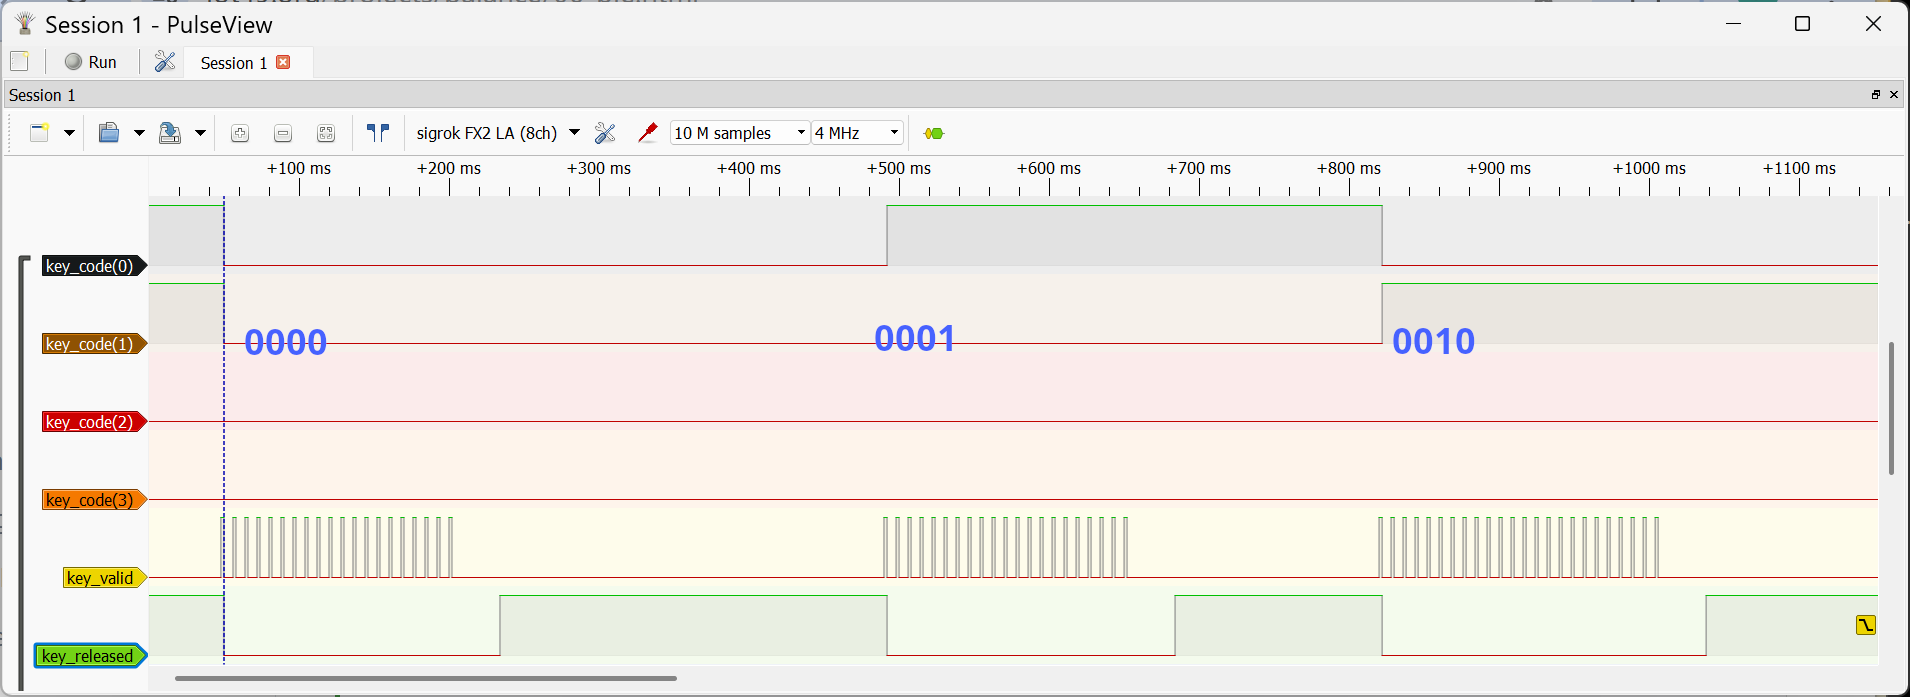 Session 1 - PulseView
Run
Session 1
Session 1
sigrok FX2 LA (8ch)
10 M samples
4 MHz
+100 ms +200 ms +300 ms +400 ms +500 ms +600 ms +700 ms +800 ms +900 ms +1000 ms +1100 ms
key_code(0)
key_code(1)
0000
0001
0010
key_code(2)
key_code(3)
key_valid
key_released